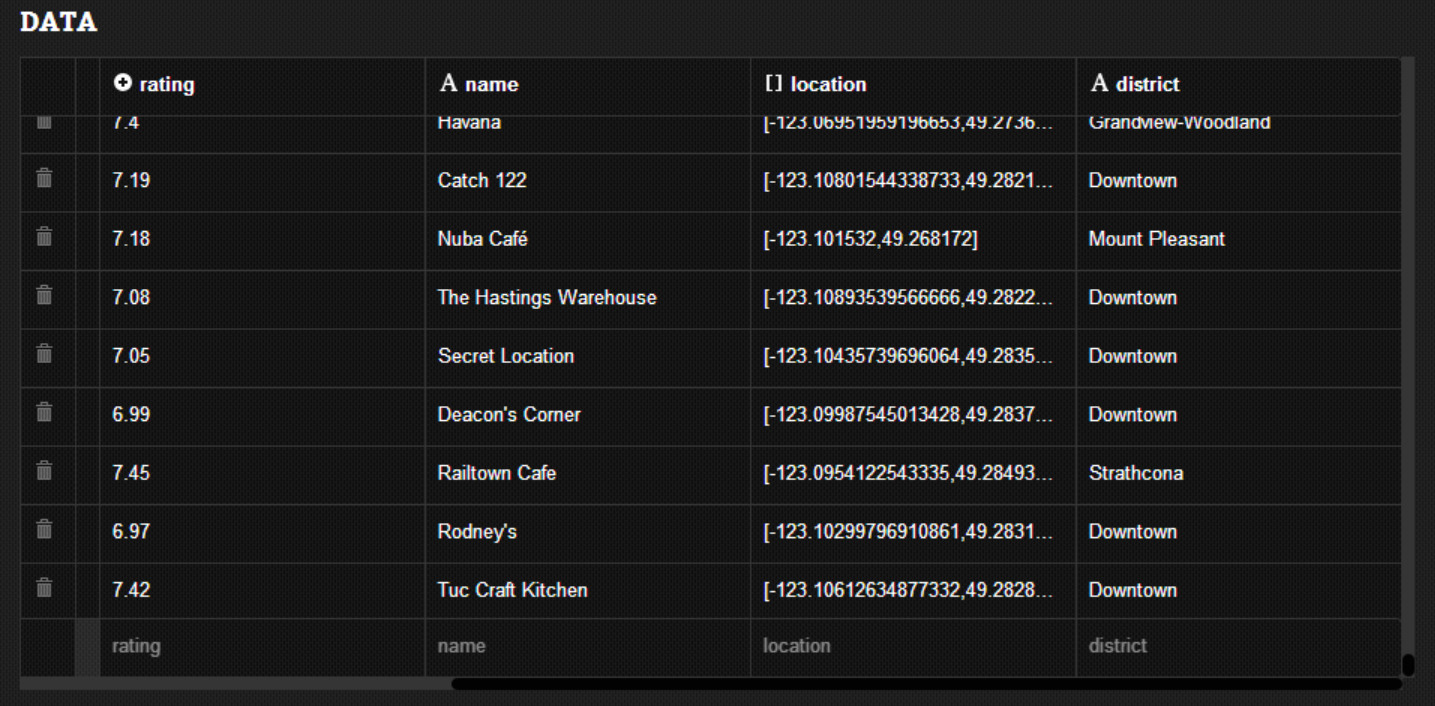 DATA
rating A name [] location A district
7.4 Havana [-123.06951959196653,49.2736... Grandview-Woodland
7.19 Catch 122 [-123.10801544338733,49.2821... Downtown
7.18 Nuba Café [-123.101532,49.268172] Mount Pleasant
7.08 The Hastings Warehouse [-123.10893539566666,49.2822... Downtown
7.05 Secret Location [-123.10435739696064,49.2835... Downtown
6.99 Deacon's Corner [-123.09987545013428,49.2837... Downtown
7.45 Railtown Cafe [-123.0954122543335,49.28493... Strathcona
6.97 Rodney's [-123.10299796910861,49.2831... Downtown
7.42 Tuc Craft Kitchen [-123.10612634877332,49.2828... Downtown
rating name location district